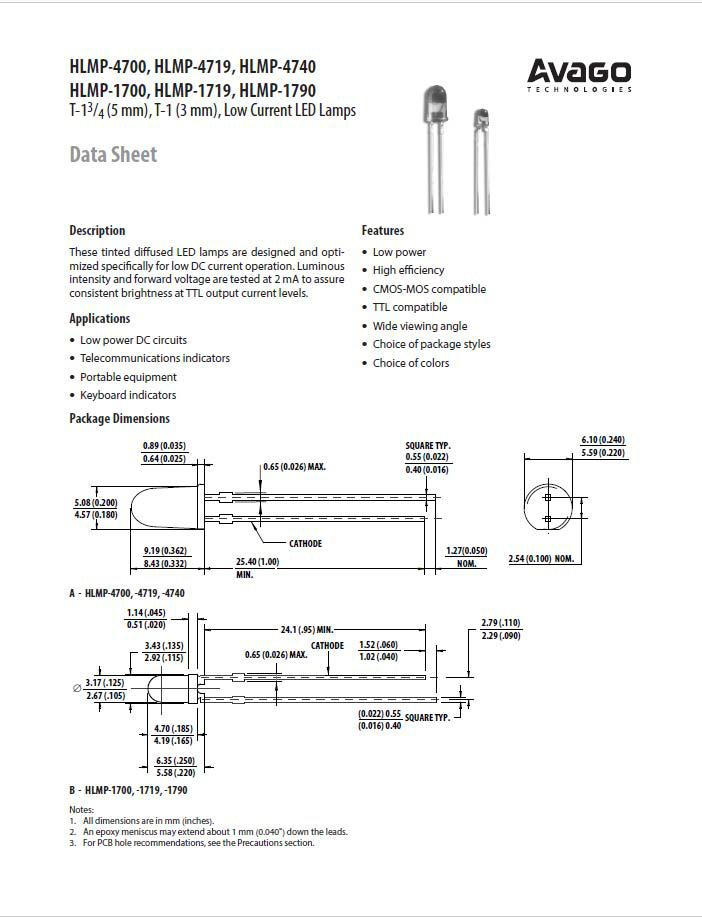 HLMP-4700, HLMP-4719, HLMP-4740
HLMP-1700, HLMP-1719, HLMP-1790
T-1³/₄ (5 mm), T-1 (3 mm), Low Current LED Lamps
AVAGO
TECHNOLOGIES
Data Sheet
Description
These tinted diffused LED lamps are designed and opti-
mized specifically for low DC current operation. Luminous
intensity and forward voltage are tested at 2 mA to assure
consistent brightness at TTL output current levels.
Applications
• Low power DC circuits
• Telecommunications indicators
• Portable equipment
• Keyboard indicators
Features
• Low power
• High efficiency
• CMOS-MOS compatible
• TTL compatible
• Wide viewing angle
• Choice of package styles
• Choice of colors
Package Dimensions
0.89 (0.035)
0.64 (0.025)
0.65 (0.026) MAX.
SQUARE TYP.
0.55 (0.022)
0.40 (0.016)
6.10 (0.240)
5.59 (0.220)
5.08 (0.200)
4.57 (0.180)
CATHODE
9.19 (0.362)
8.43 (0.332)
25.40 (1.00)
MIN.
1.27(0.050)
NOM.
2.54 (0.100) NOM.
A - HLMP-4700, -4719, -4740
1.14 (.045)
0.51 (.020)
24.1 (.95) MIN.
2.79 (.110)
2.29 (.090)
3.43 (.135)
2.92 (.115)
0.65 (0.026) MAX.
CATHODE
1.52 (.060)
1.02 (.040)
∅ 3.17 (.125)
2.67 (.105)
(0.022) 0.55
(0.016) 0.40
SQUARE TYP.
4.70 (.185)
4.19 (.165)
6.35 (.250)
5.58 (.220)
B - HLMP-1700, -1719, -1790
Notes:
1. All dimensions are in mm (inches).
2. An epoxy meniscus may extend about 1 mm (0.040") down the leads.
3. For PCB hole recommendations, see the Precautions section.